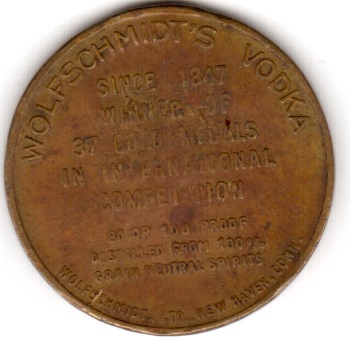 WOLFSCHMIDT'S VODKA
SINCE 1847
WINNER OF
37 GOLD MEDALS
IN INTERNATIONAL
COMPETITION
80 OR 100 PROOF
DISTILLED FROM 100%
GRAIN NEUTRAL SPIRITS
WOLFSCHMIDT, LTD., NEW HAVEN, CONN.